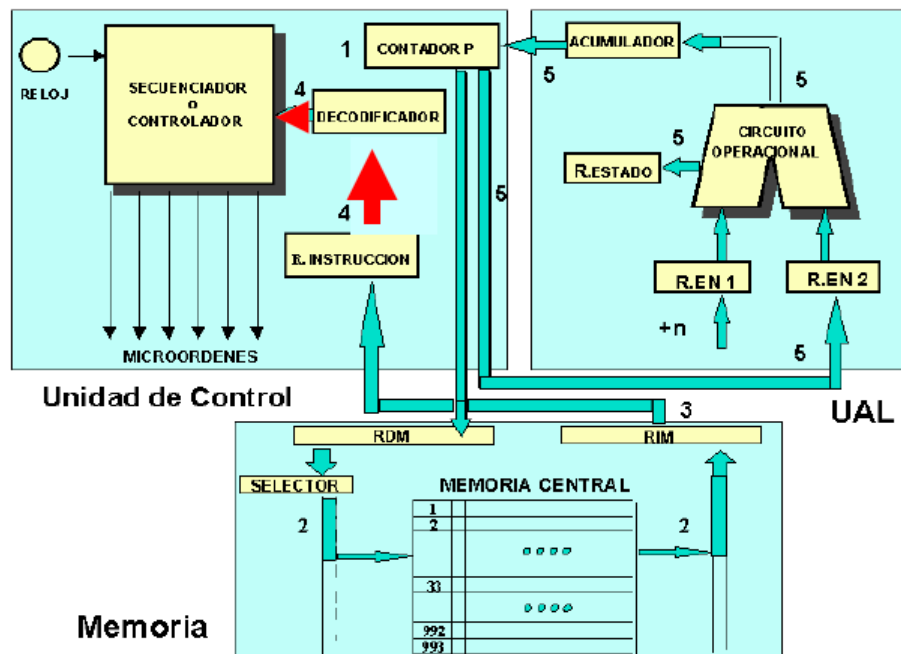 RELOJ
SECUENCIADOR
o
CONTROLADOR
4
DECODIFICADOR
4
R. INSTRUCCION
MICROORDENES
Unidad de Control
1
CONTADOR P
5
5
ACUMULADOR
5
CIRCUITO
OPERACIONAL
5
R.ESTADO
R.EN 1
R.EN 2
+n
5
UAL
3
RDM
RIM
SELECTOR
2
MEMORIA CENTRAL
1
2
33
992
993
2
Memoria